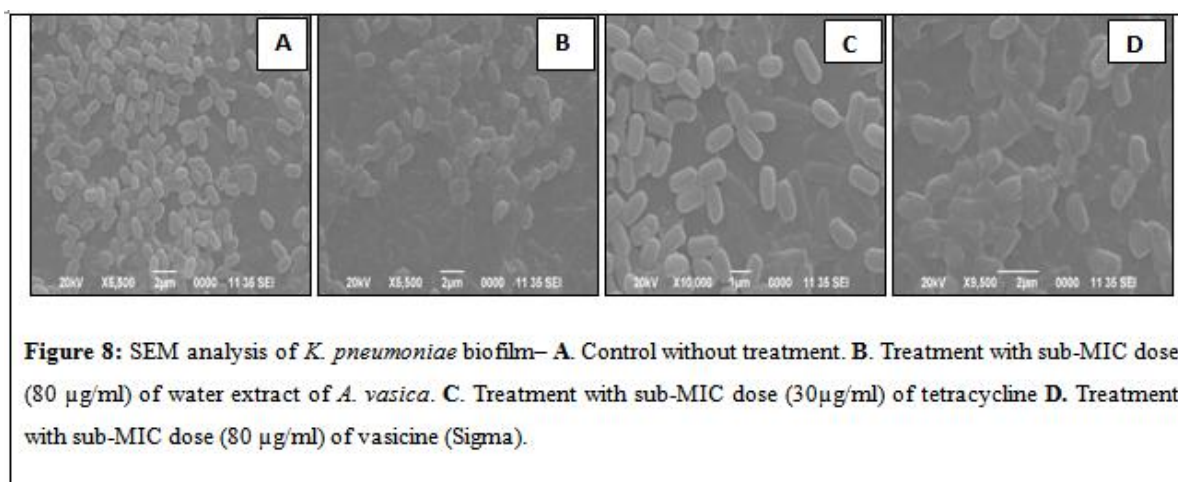 A B C D
20kV X5,500 2µm 0000 11 35 SEI
20kV X5,500 2µm 0000 11 35 SEI
20kV X10,000 1µm 0000 11 35 SEI
20kV X9,500 2µm 0000 11 35 SEI
Figure 8: SEM analysis of K. pneumoniae biofilm– A. Control without treatment. B. Treatment with sub-MIC dose
(80 µg/ml) of water extract of A. vasica. C. Treatment with sub-MIC dose (30µg/ml) of tetracycline D. Treatment
with sub-MIC dose (80 µg/ml) of vasicine (Sigma).